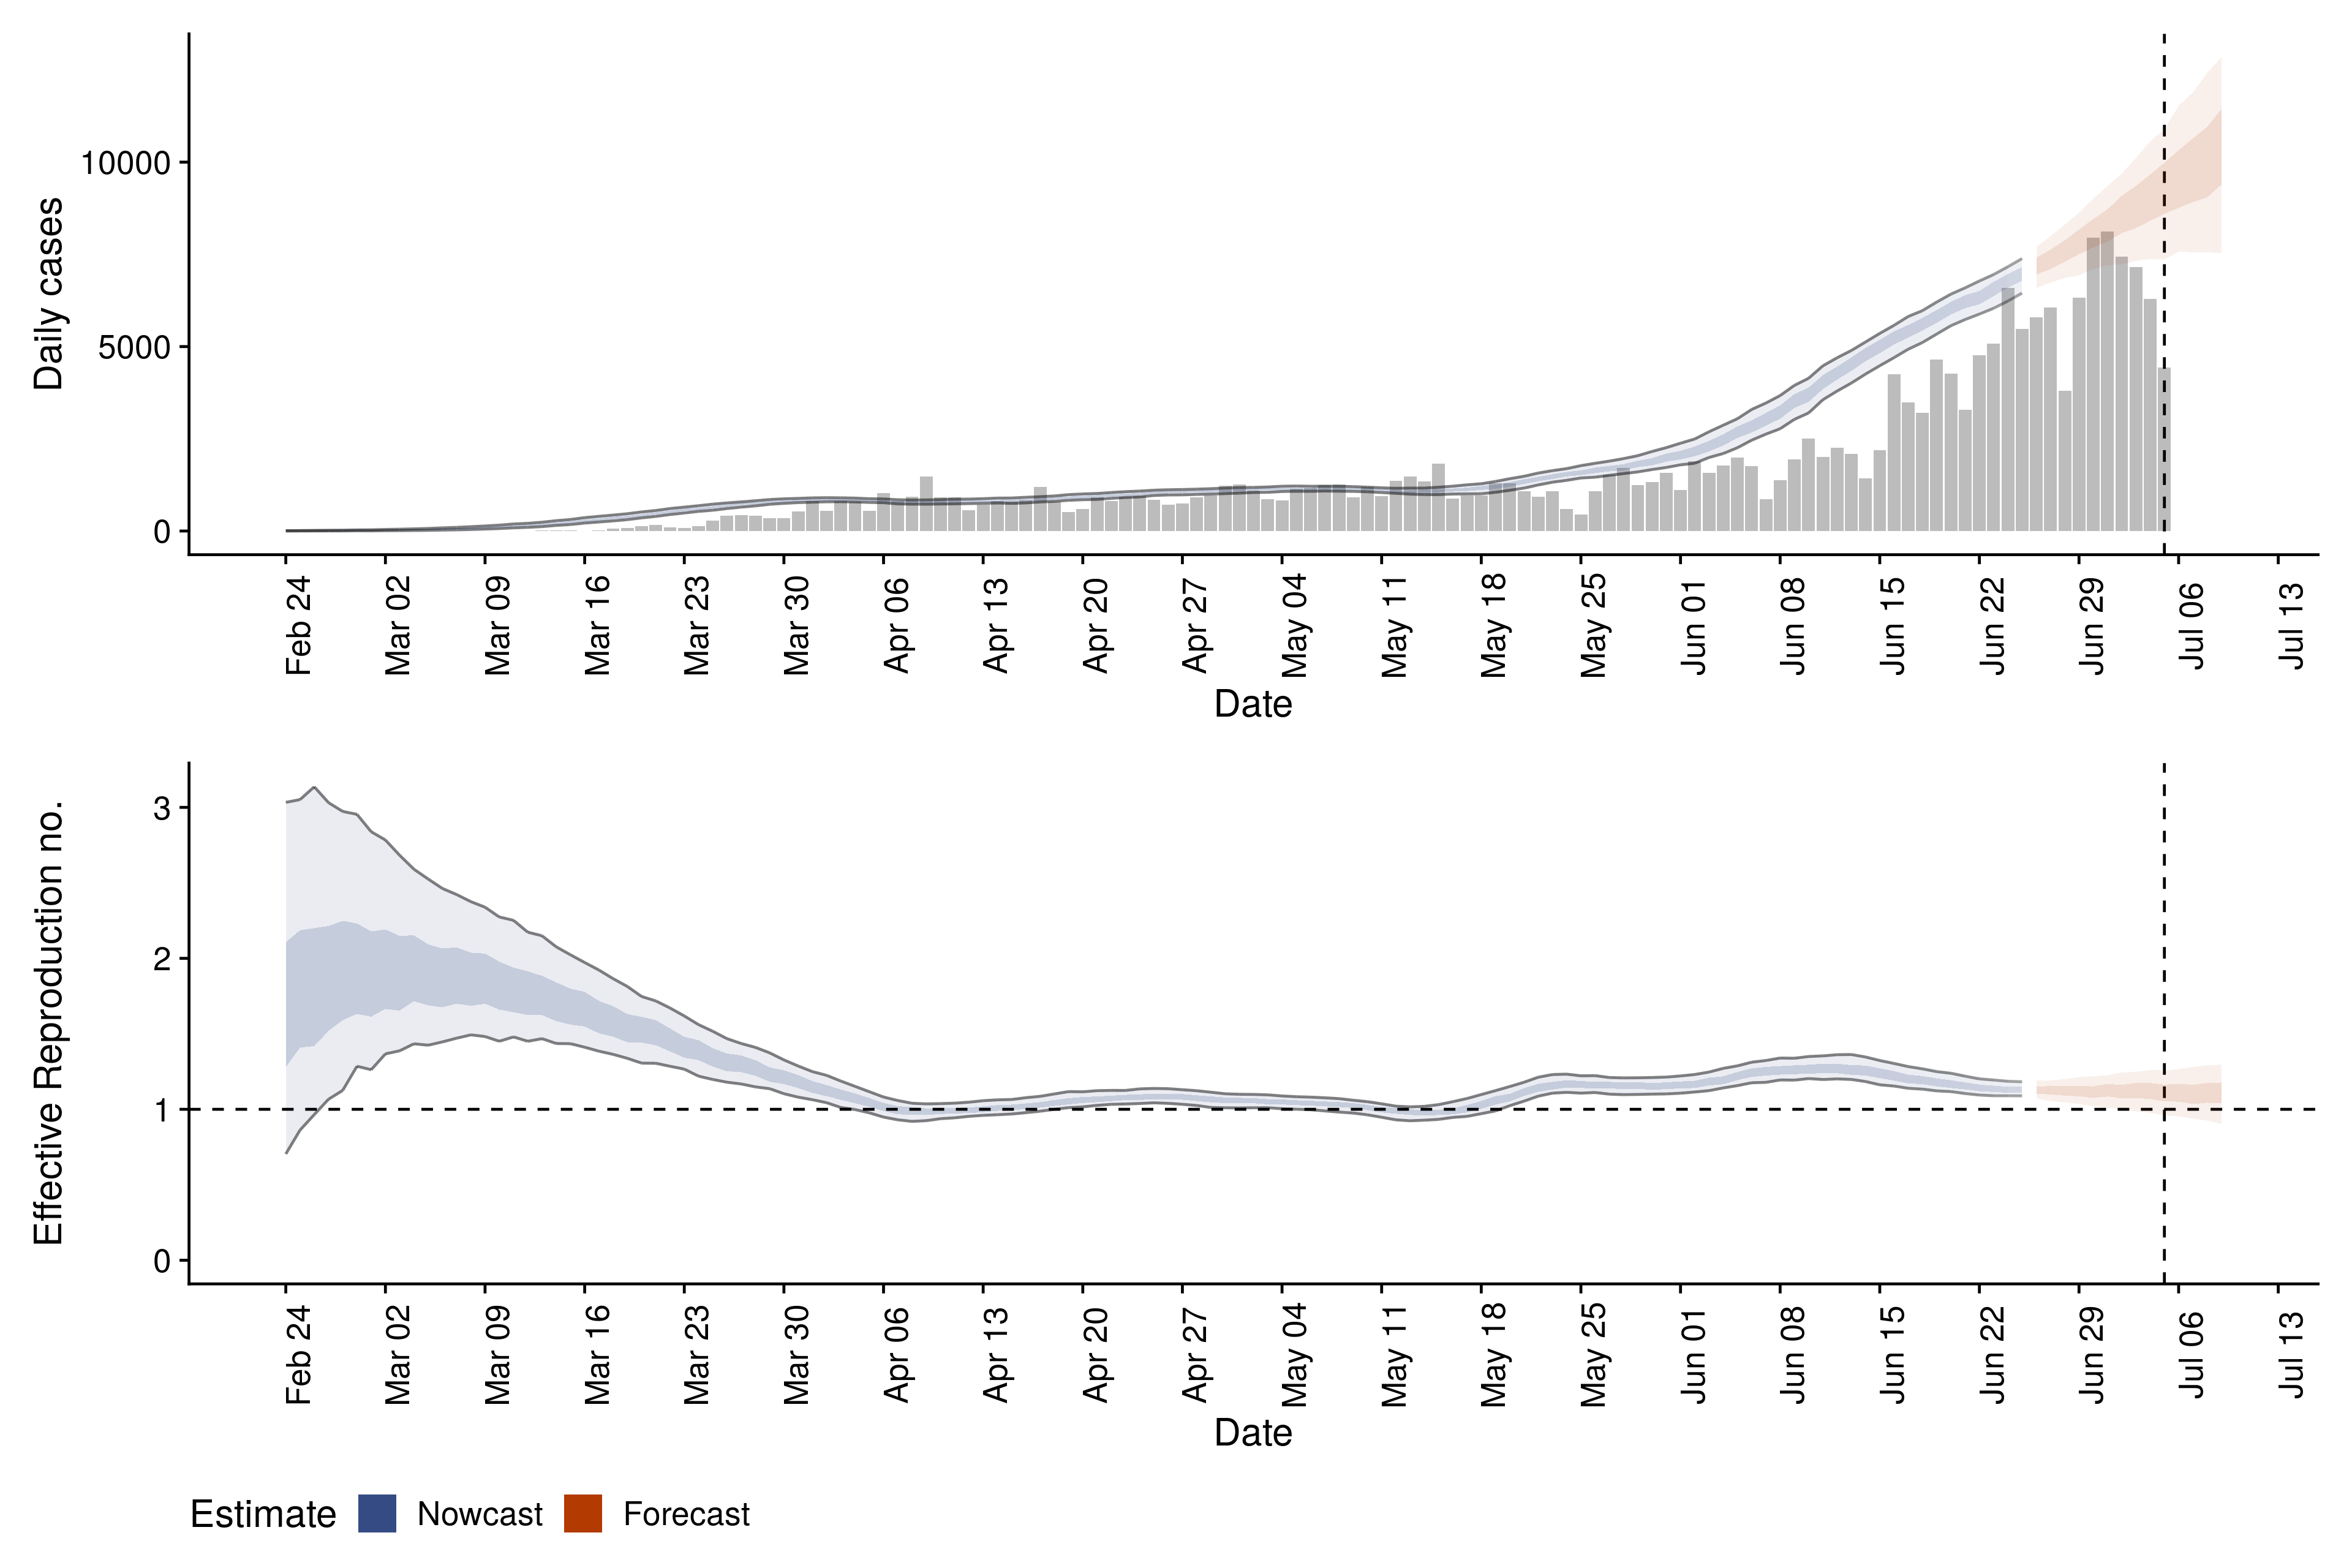 Daily cases
10000
5000
0
Feb 24 Mar 02 Mar 09 Mar 16 Mar 23 Mar 30 Apr 06 Apr 13 Apr 20 Apr 27 May 04 May 11 May 18 May 25 Jun 01 Jun 08 Jun 15 Jun 22 Jun 29 Jul 06 Jul 13
Date
Effective Reproduction no.
3
2
1
0
Feb 24 Mar 02 Mar 09 Mar 16 Mar 23 Mar 30 Apr 06 Apr 13 Apr 20 Apr 27 May 04 May 11 May 18 May 25 Jun 01 Jun 08 Jun 15 Jun 22 Jun 29 Jul 06 Jul 13
Date
Estimate Nowcast Forecast